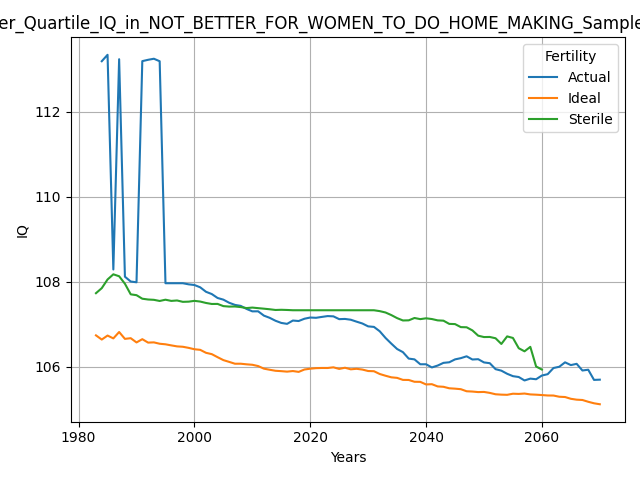 er_Quartile_IQ_in_NOT_BETTER_FOR_WOMEN_TO_DO_HOME_MAKING_Sample
Fertility
Actual
Ideal
Sterile
112
110
108
106
IQ
1980
2000
2020
2040
2060
Years